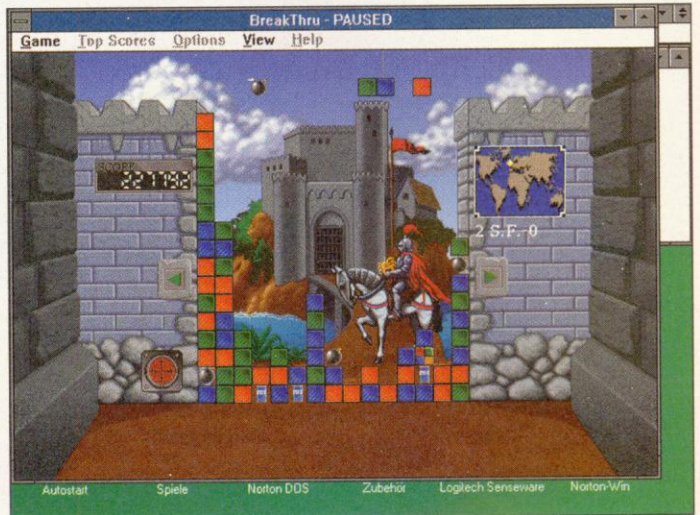 BreakThru - PAUSED
Game Top Scores Options View Help
SCORE
221192
2 S.F.-0
Autostart Spiele Norton DOS Zubehör Logitech Senseware Norton-Win